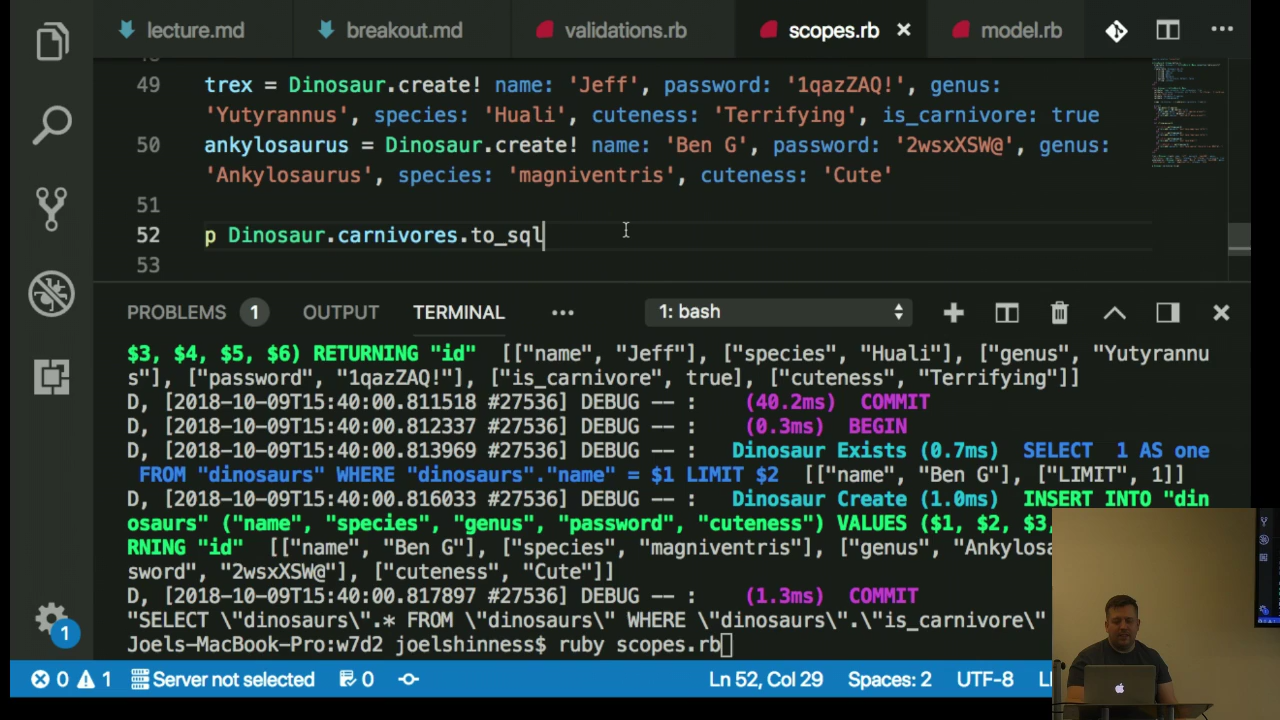 lecture.md
breakout.md
validations.rb
scopes.rb
model.rb
49 trex = Dinosaur.create! name: 'Jeff', password: '1qazZAQ!', genus:
'Yutyrannus', species: 'Huali', cuteness: 'Terrifying', is_carnivore: true
50 ankylosaurus = Dinosaur.create! name: 'Ben G', password: '2wsxXSW@', genus:
'Ankylosaurus', species: 'magniventris', cuteness: 'Cute'
51
52 p Dinosaur.carnivores.to_sql
53
PROBLEMS 1 OUTPUT TERMINAL ••• 1: bash
$3, $4, $5, $6) RETURNING "id" [["name", "Jeff"], ["species", "Huali"], ["genus", "Yutyrannu
s"], ["password", "1qazZAQ!"], ["is_carnivore", true], ["cuteness", "Terrifying"]]
D, [2018-10-09T15:40:00.811518 #27536] DEBUG -- : (40.2ms) COMMIT
D, [2018-10-09T15:40:00.812337 #27536] DEBUG -- : (0.3ms) BEGIN
D, [2018-10-09T15:40:00.813969 #27536] DEBUG -- : Dinosaur Exists (0.7ms) SELECT 1 AS one
FROM "dinosaurs" WHERE "dinosaurs"."name" = $1 LIMIT $2 [["name", "Ben G"], ["LIMIT", 1]]
D, [2018-10-09T15:40:00.816033 #27536] DEBUG -- : Dinosaur Create (1.0ms) INSERT INTO "din
osaurs" ("name", "species", "genus", "password", "cuteness") VALUES ($1, $2, $3,
RNING "id" [["name", "Ben G"], ["species", "magniventris"], ["genus", "Ankylosa
sword", "2wsxXSW@"], ["cuteness", "Cute"]]
D, [2018-10-09T15:40:00.817897 #27536] DEBUG -- : (1.3ms) COMMIT
"SELECT \"dinosaurs\".* FROM \"dinosaurs\" WHERE \"dinosaurs\".\"is_carnivore\"
Joels-MacBook-Pro:w7d2 joelshinness$ ruby scopes.rb
1
0 1 Server not selected 0 Ln 52, Col 29 Spaces: 2 UTF-8